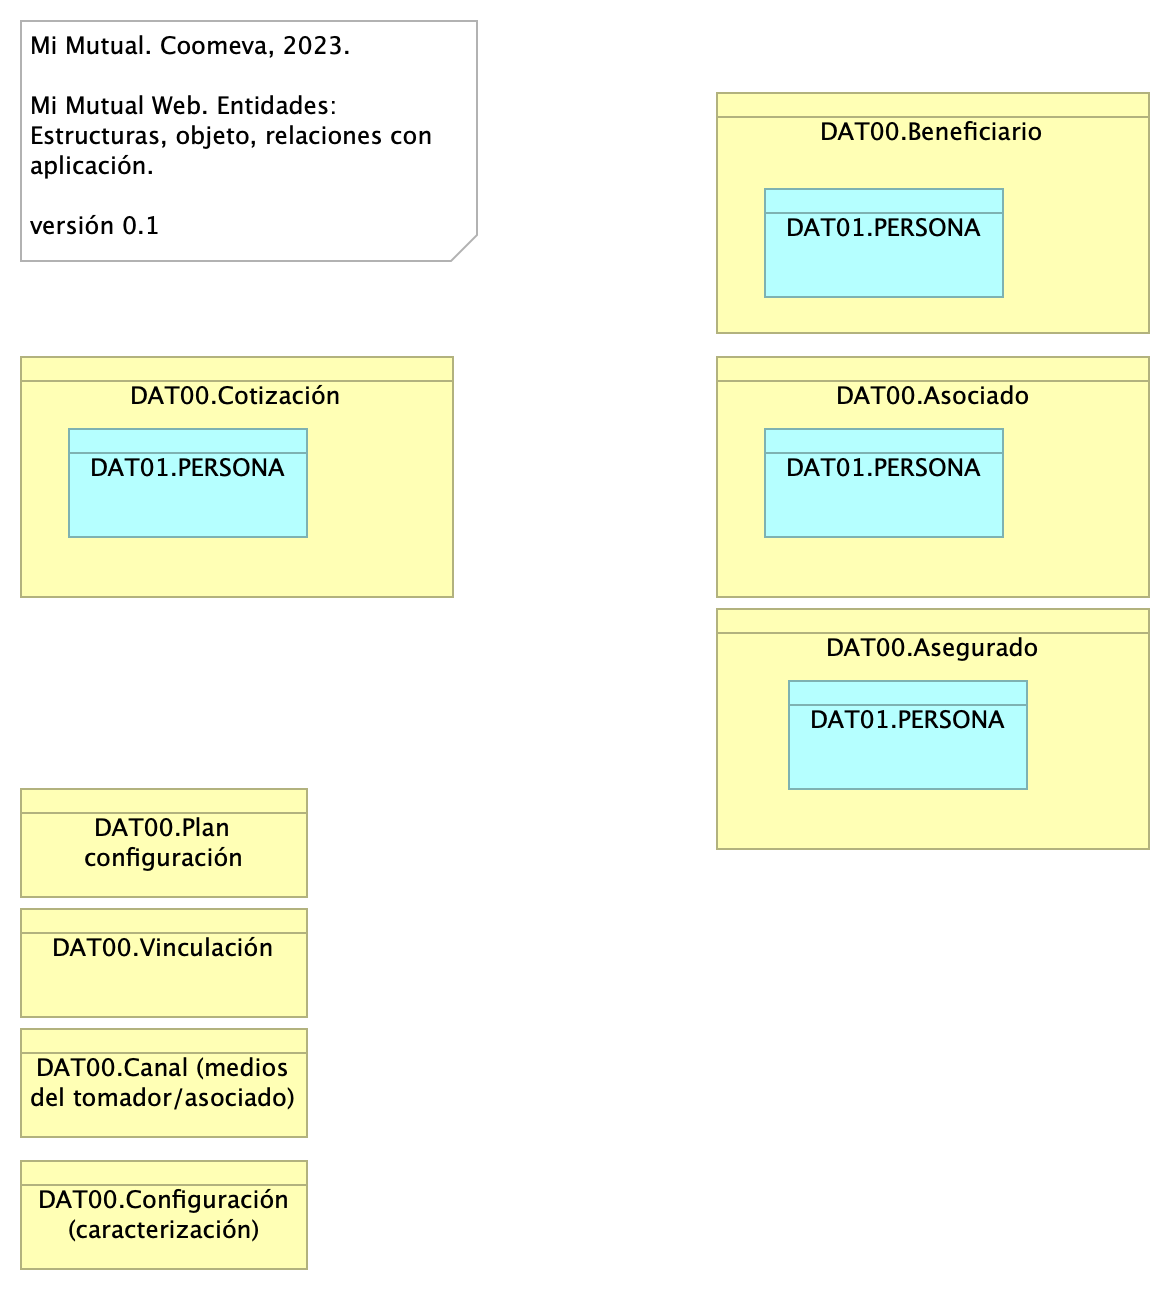 Mi Mutual. Coomeva, 2023.
Mi Mutual Web. Entidades:
Estructuras, objeto, relaciones con
aplicación.
versión 0.1
DAT00.Beneficiario
DAT01.PERSONA
DAT00.Cotización
DAT01.PERSONA
DAT00.Asociado
DAT01.PERSONA
DAT00.Asegurado
DAT01.PERSONA
DAT00.Plan
configuración
DAT00.Vinculación
DAT00.Canal (medios
del tomador/asociado)
DAT00.Configuración
(caracterización)